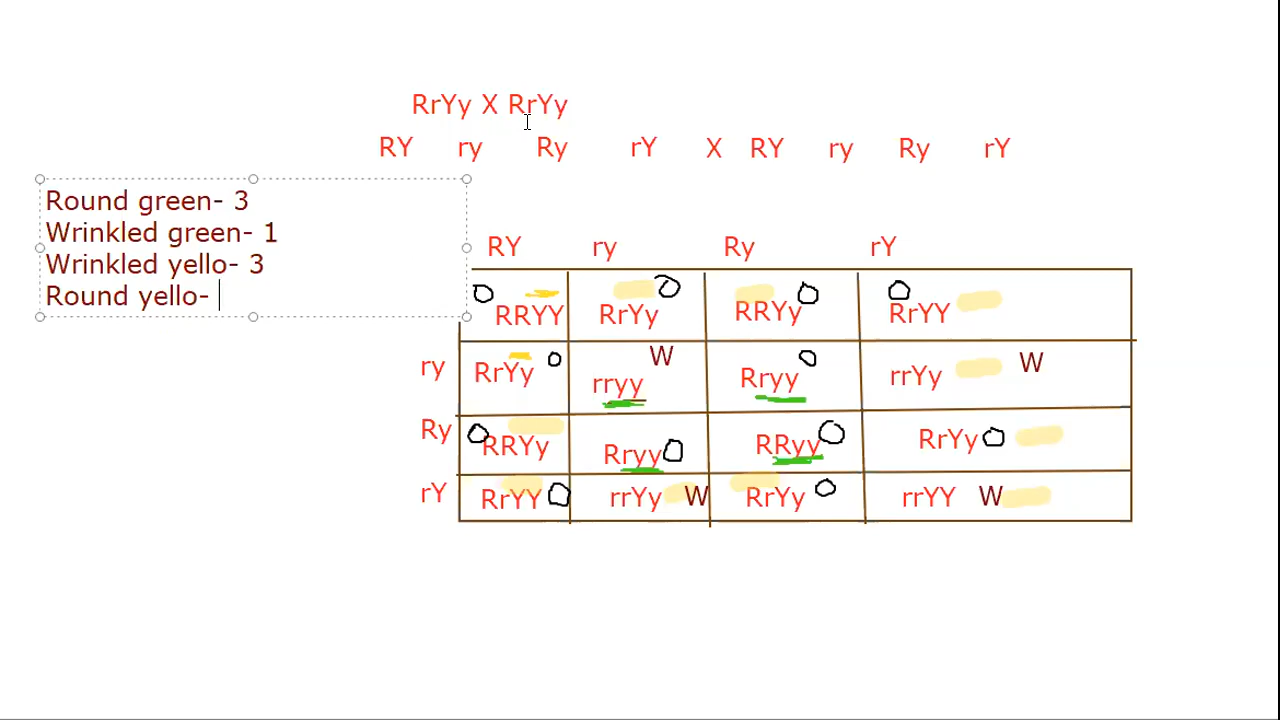 RrYy X RrYy
RY ry Ry rY X RY ry Ry rY
Round green- 3
Wrinkled green- 1
Wrinkled yello- 3
Round yello-
RY ry Ry rY
RRYY RrYy RRYy RrYY
ry RrYy rryy W Rryy rrYy W
Ry RRYy Rryy RRyy RrYy
rY RrYY rrYy W RrYy rrYY W